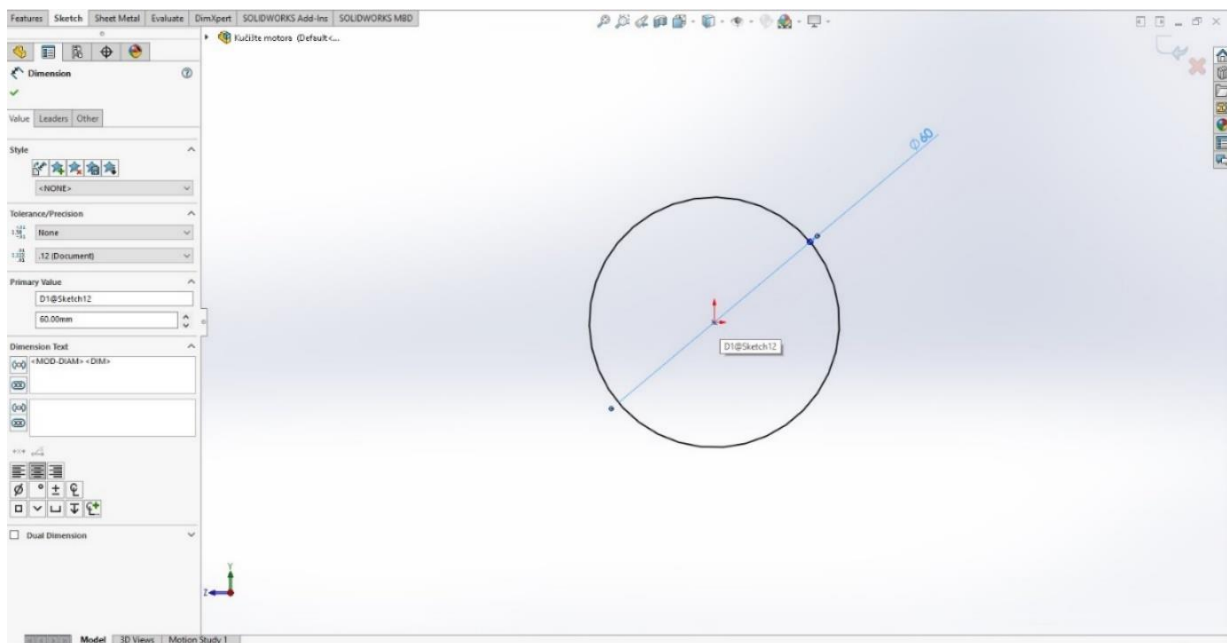 Features Sketch Sheet Metal Evaluate DimXpert SOLIDWORKS Add-Ins SOLIDWORKS MBD
Kučište motora (Default<...
Dimension
Value Leaders Other
Style
<NONE>
Tolerance/Precision
None
.12 (Document)
Primary Value
D1@Sketch12
60.00mm
Dimension Text
<MOD-DIAM><DIM>
Dual Dimension
Φ60
D1@Sketch12
Y
Z
Model 3D Views Motion Study 1